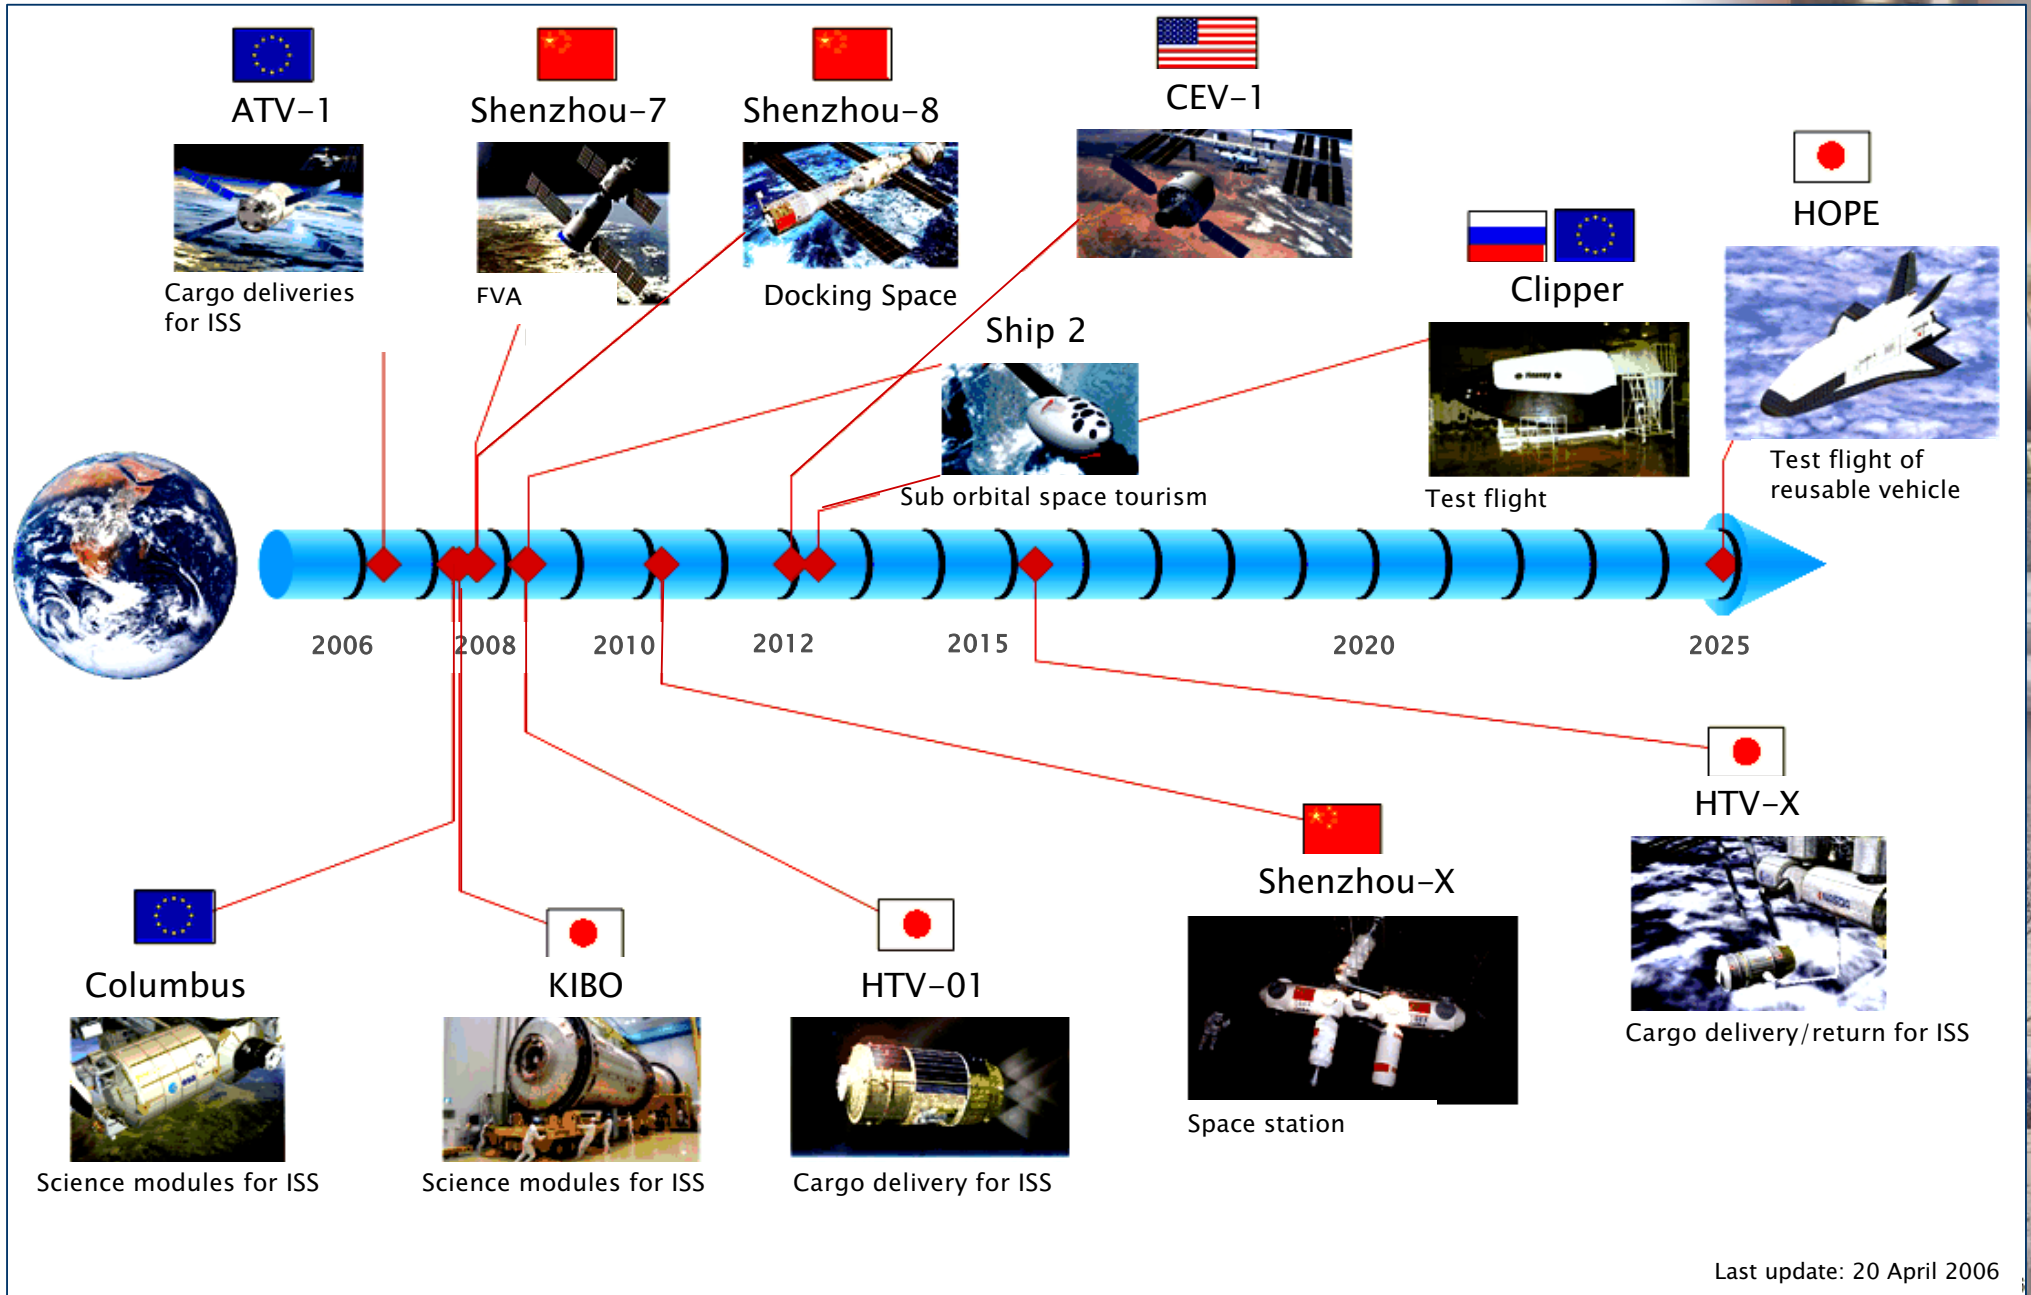 ATV-1
Shenzhou-7
Shenzhou-8
CEV-1
HOPE
Cargo deliveries
for ISS
FVA
Docking Space
Clipper
Ship 2
Sub orbital space tourism
Test flight
Test flight of
reusable vehicle
2006
2008
2010
2012
2015
2020
2025
HTV-X
Shenzhou-X
Columbus
KIBO
HTV-01
Cargo delivery/return for ISS
Space station
Science modules for ISS
Science modules for ISS
Cargo delivery for ISS
Last update: 20 April 2006